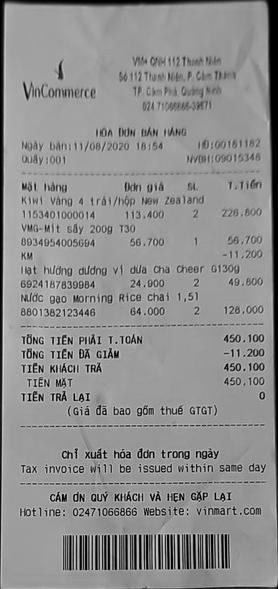 VinCommerce
VM+ QNH 112 Thanh Niên
Số 112 Thanh Niên, P. Cẩm Thành
TP. Cẩm Phả, Quảng Ninh
HÓA ĐƠN BÁN HÀNG
Ngày bán:11/08/2020 18:54 HĐ:00161182
Quầy:001 NVBH:09015346
Mặt hàng Đơn giá SL T.Tiền
Kiwi Vàng 4 trái/hộp New Zealand
1153401000014 113.400 2 226.800
VMG-Mít sấy 200g T30
8934954005694 56.700 1 56.700
KM -11.200
Hạt hướng dương vị dừa Cha Cheer G130g
6924187839984 24.900 2 49.800
Nước gạo Morning Rice chai 1,5l
8801382123446 64.000 2 128.000
TỔNG TIỀN PHẢI T.TOÁN 450.100
TỔNG TIỀN ĐÃ GIẢM -11.200
TIỀN KHÁCH TRẢ 450.100
TIỀN MẶT 450.100
TIỀN TRẢ LẠI 0
(Giá đã bao gồm thuế GTGT)
Chỉ xuất hóa đơn trong ngày
Tax invoice will be issued within same day
CẢM ƠN QUÝ KHÁCH VÀ HẸN GẶP LẠI
Hotline: 02471066866 Website: vinmart.com